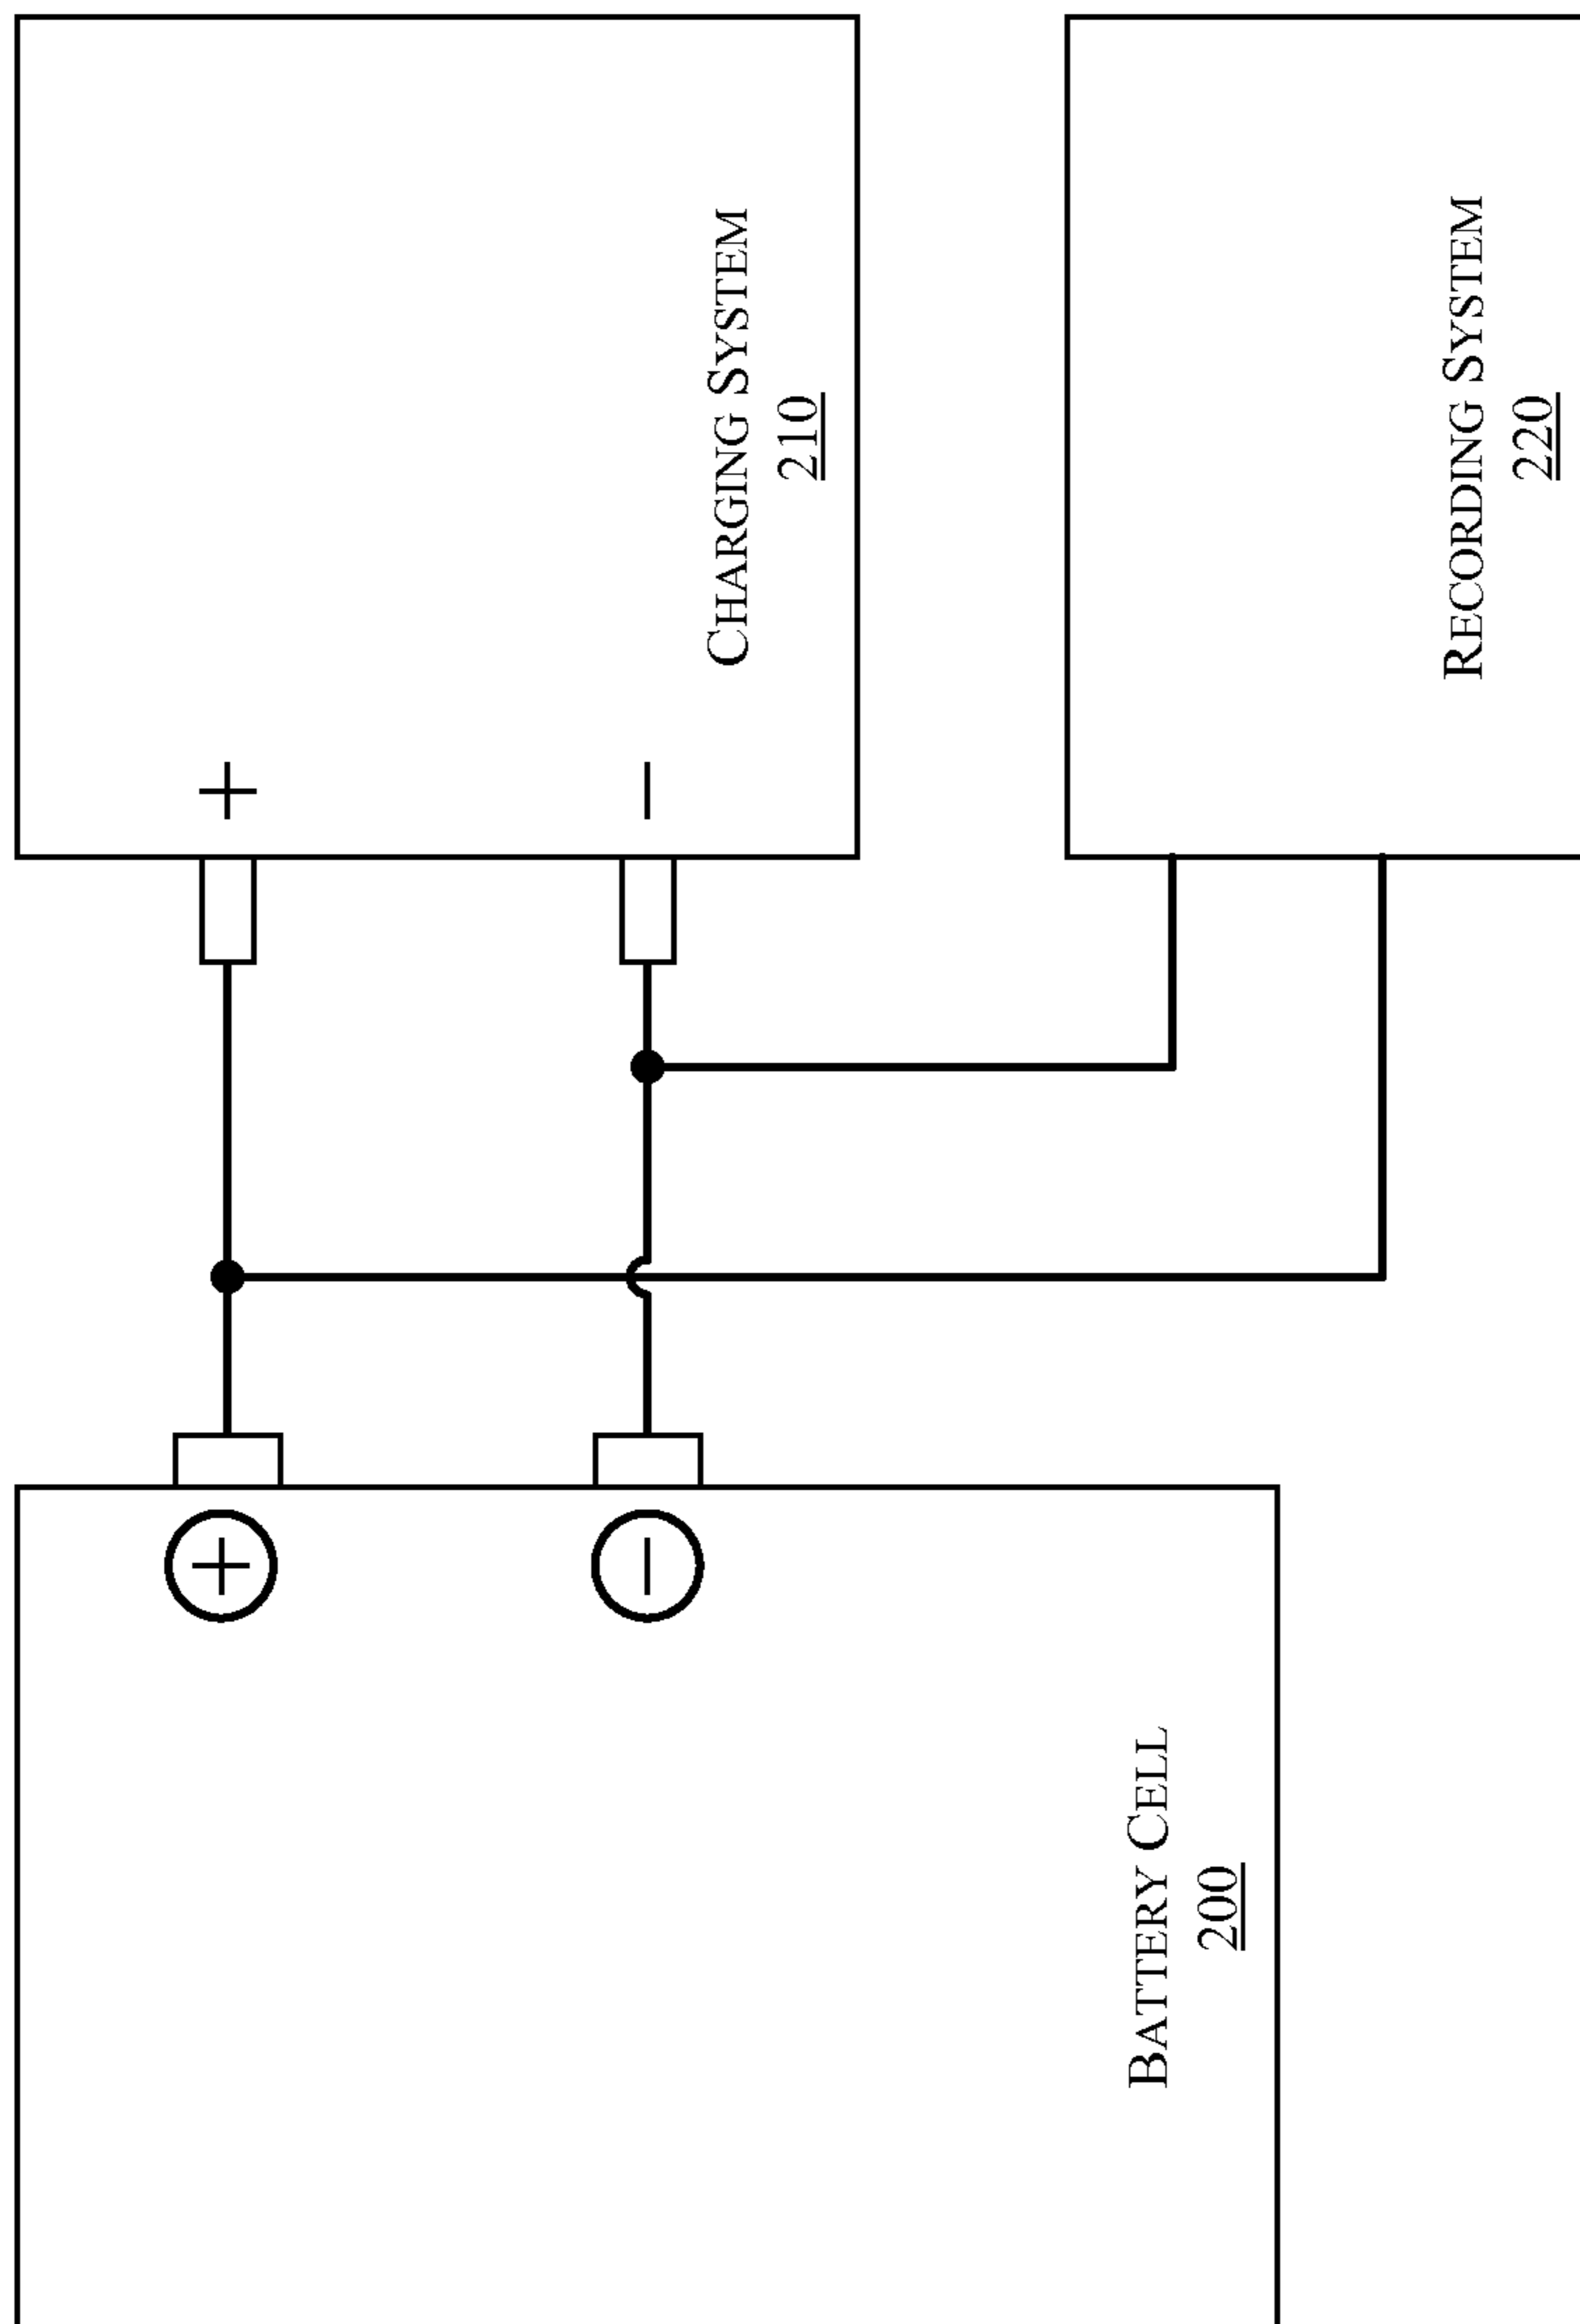 CHARGING SYSTEM
210
+
−
RECORDING SYSTEM
220
+
−
BATTERY CELL
200